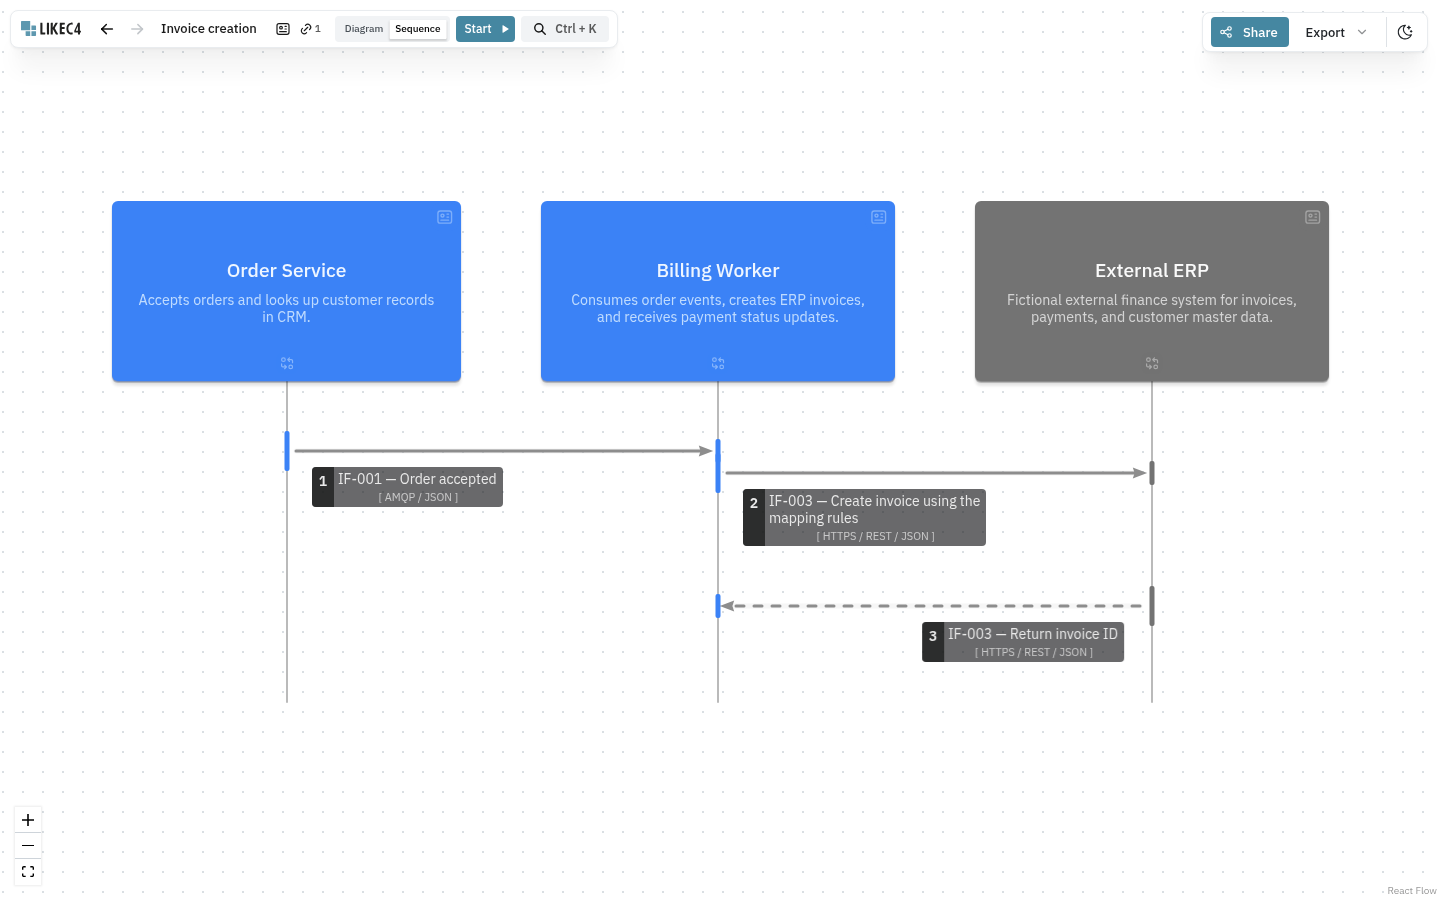 LIKEC4
Invoice creation
1
Diagram
Sequence
Start
Ctrl + K
Share
Export
Order Service
Accepts orders and looks up customer records
in CRM.
Billing Worker
Consumes order events, creates ERP invoices,
and receives payment status updates.
External ERP
Fictional external finance system for invoices,
payments, and customer master data.
1
IF-001 — Order accepted
[ AMQP / JSON ]
2
IF-003 — Create invoice using the
mapping rules
[ HTTPS / REST / JSON ]
3
IF-003 — Return invoice ID
[ HTTPS / REST / JSON ]
React Flow